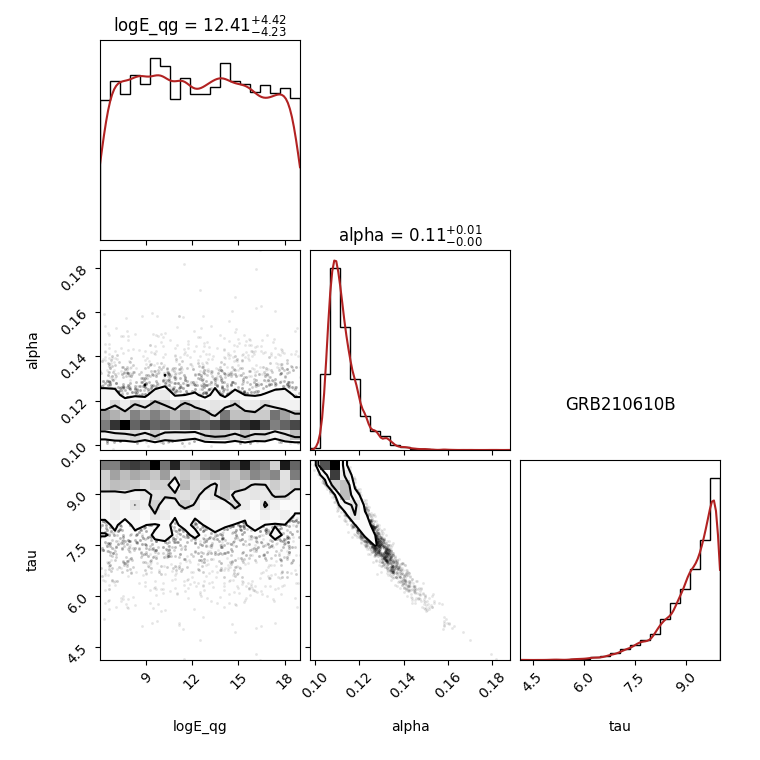 logE_qg = 12.41+4.42−4.23
alpha = 0.11+0.01−0.00
alpha
0.18
0.16
0.14
0.12
0.10
GRB210610B
tau
9.0
7.5
6.0
4.5
9 12 15 18
0.10 0.12 0.14 0.16 0.18
4.5 6.0 7.5 9.0
logE_qg alpha tau